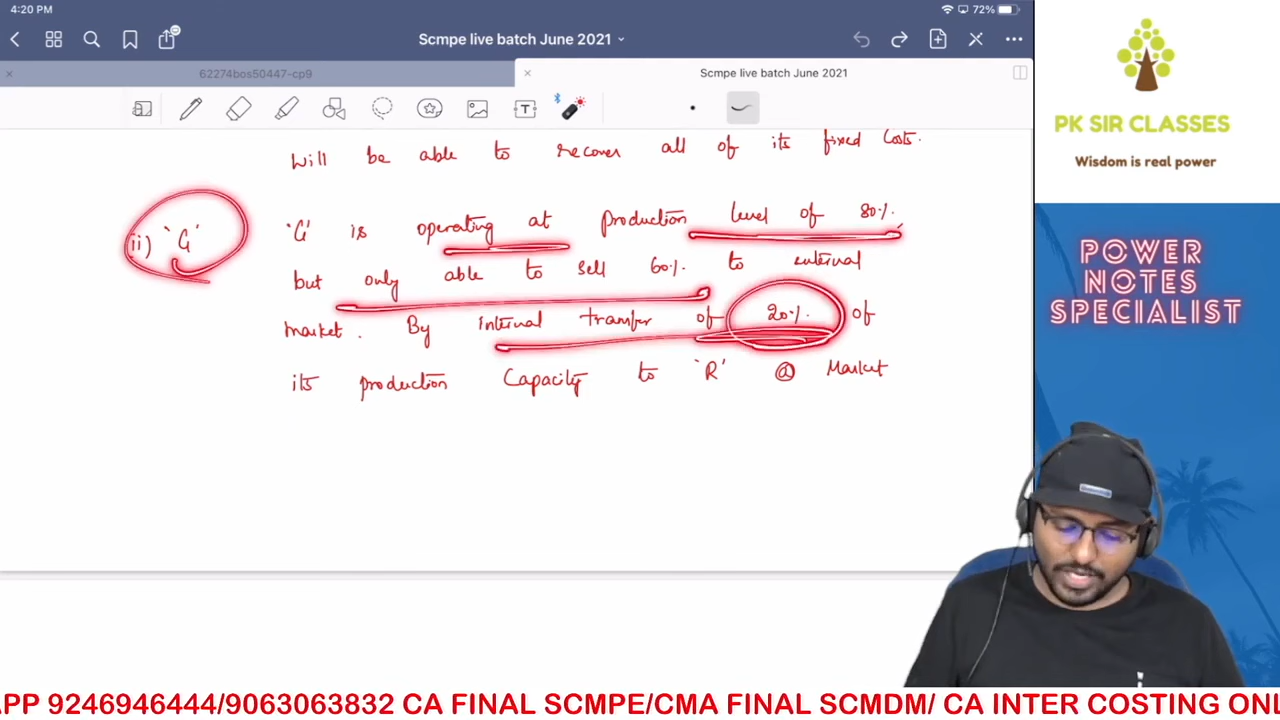 4:20 PM
72%
Scmpe live batch June 2021
62274bos50447-cp9
Scmpe live batch June 2021
T
will be able to recover all of its fixed costs.
ii) 'G' 'G' is operating at production level of 80%.
but only able to sell 60% to external
market. By internal transfer of 20% of
its production Capacity to 'R' @ Market
PK SIR CLASSES
Wisdom is real power
POWER
NOTES
SPECIALIST
APP 9246946444/9063063832 CA FINAL SCMPE/CMA FINAL SCMDM/ CA INTER COSTING ONL